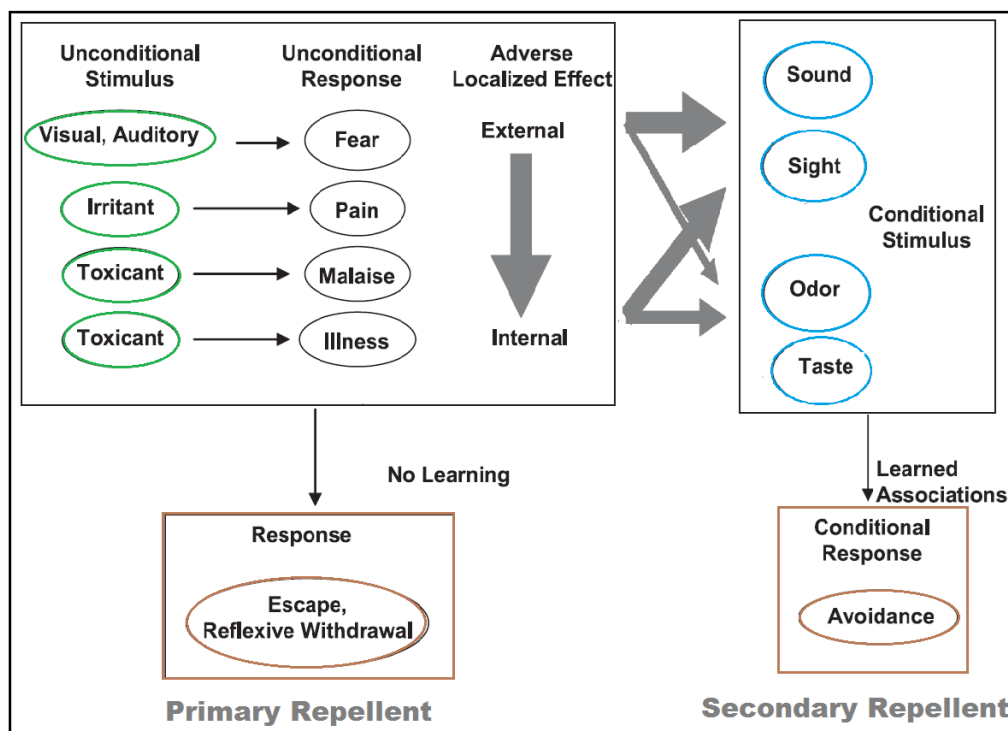 Unconditional
Stimulus
Unconditional
Response
Adverse
Localized Effect
Visual, Auditory
Fear
External
Irritant
Pain
Toxicant
Malaise
Toxicant
Illness
Internal
Sound
Sight
Conditional
Stimulus
Odor
Taste
No Learning
Learned
Associations
Response
Escape,
Reflexive Withdrawal
Conditional
Response
Avoidance
Primary Repellent
Secondary Repellent